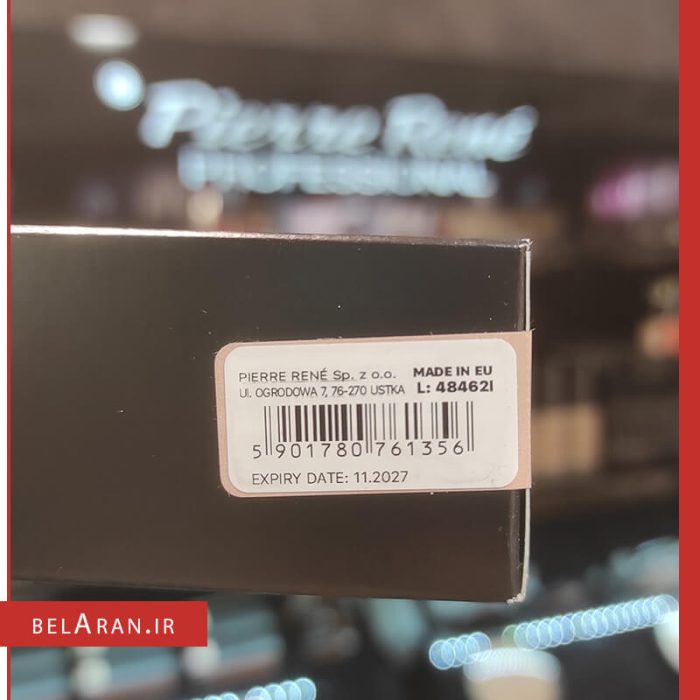 Pierre René
PROFESSIONAL
PIERRE RENÉ Sp. z o.o.
Ul. OGRODOWA 7, 76-270 USTKA
MADE IN EU
L: 48462I
5 901780 761356
EXPIRY DATE: 11.2027
BELARAN.IR